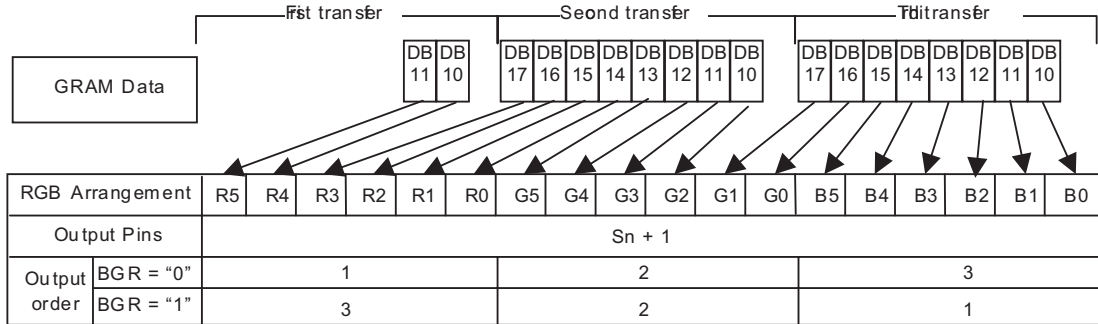 Fist transfer Seond transfer Thitransfer
DB 11 DB 10 DB 17 DB 16 DB 15 DB 14 DB 13 DB 12 DB 11 DB 10 DB 17 DB 16 DB 15 DB 14 DB 13 DB 12 DB 11 DB 10
GRAM Data
RGB Arrangement R5 R4 R3 R2 R1 R0 G5 G4 G3 G2 G1 G0 B5 B4 B3 B2 B1 B0
Output Pins Sn + 1
Output order
BGR = “0” 1 2 3
BGR = “1” 3 2 1